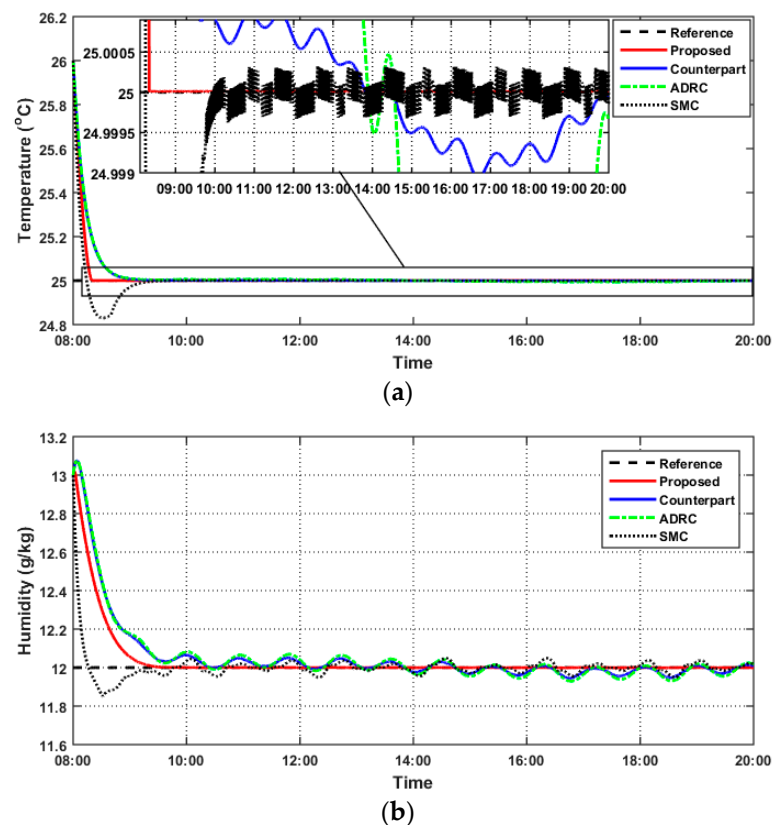 26.2
26
25.8
25.6
25.4
25.2
25
24.8
Temperature (°C)
25.0005
25
24.9995
24.999
09:00 10:00 11:00 12:00 13:00 14:00 15:00 16:00 17:00 18:00 19:00 20:00
Reference
Proposed
Counterpart
ADRC
SMC
08:00 10:00 12:00 14:00 16:00 18:00 20:00
Time
(a)
13.2
13
12.8
12.6
12.4
12.2
12
11.8
11.6
Humidity (g/kg)
Reference
Proposed
Counterpart
ADRC
SMC
08:00 10:00 12:00 14:00 16:00 18:00 20:00
Time
(b)